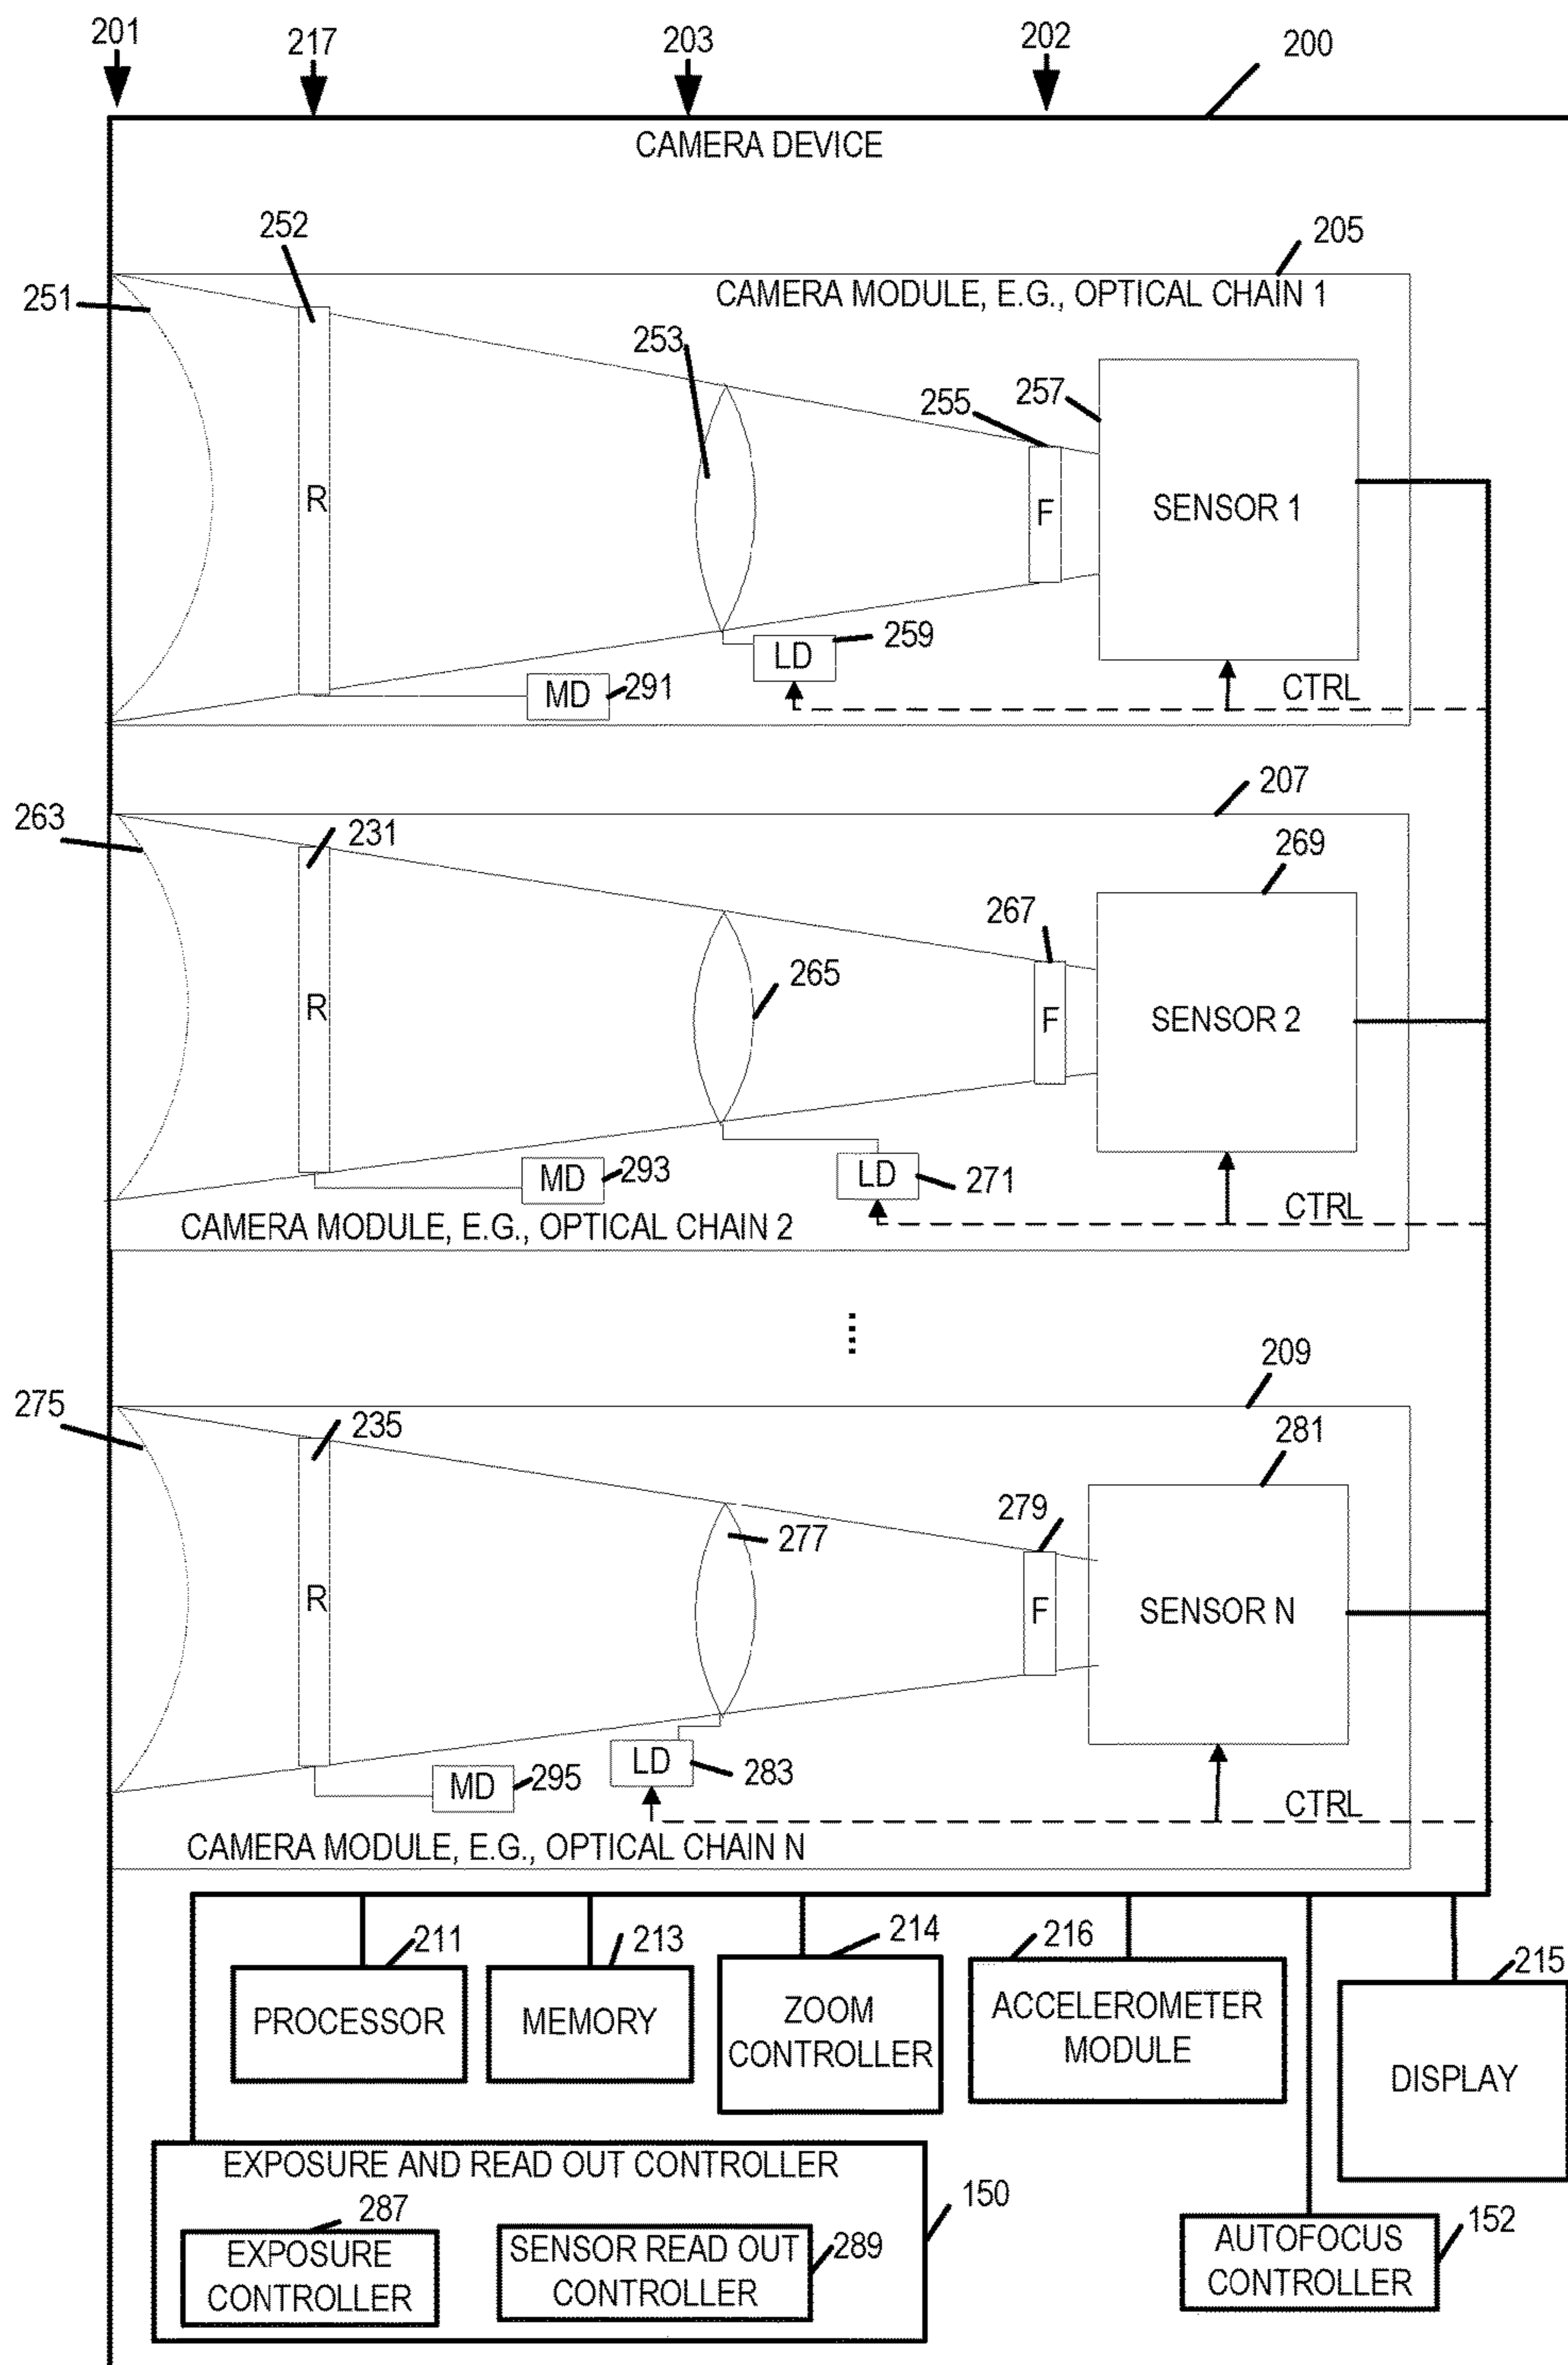 201
217
203
202
200
CAMERA DEVICE
252
205
251
CAMERA MODULE, E.G., OPTICAL CHAIN 1
253
257
255
R
F
SENSOR 1
259
LD
MD
291
CTRL
207
263
231
269
267
265
R
F
SENSOR 2
MD
293
LD
271
CTRL
CAMERA MODULE, E.G., OPTICAL CHAIN 2
209
275
235
281
279
277
R
F
SENSOR N
LD
283
MD
295
CTRL
CAMERA MODULE, E.G., OPTICAL CHAIN N
211
213
214
216
215
PROCESSOR
MEMORY
ZOOM
CONTROLLER
ACCELEROMETER
MODULE
DISPLAY
EXPOSURE AND READ OUT CONTROLLER
150
287
EXPOSURE
CONTROLLER
SENSOR READ OUT
CONTROLLER
289
AUTOFOCUS
CONTROLLER
152